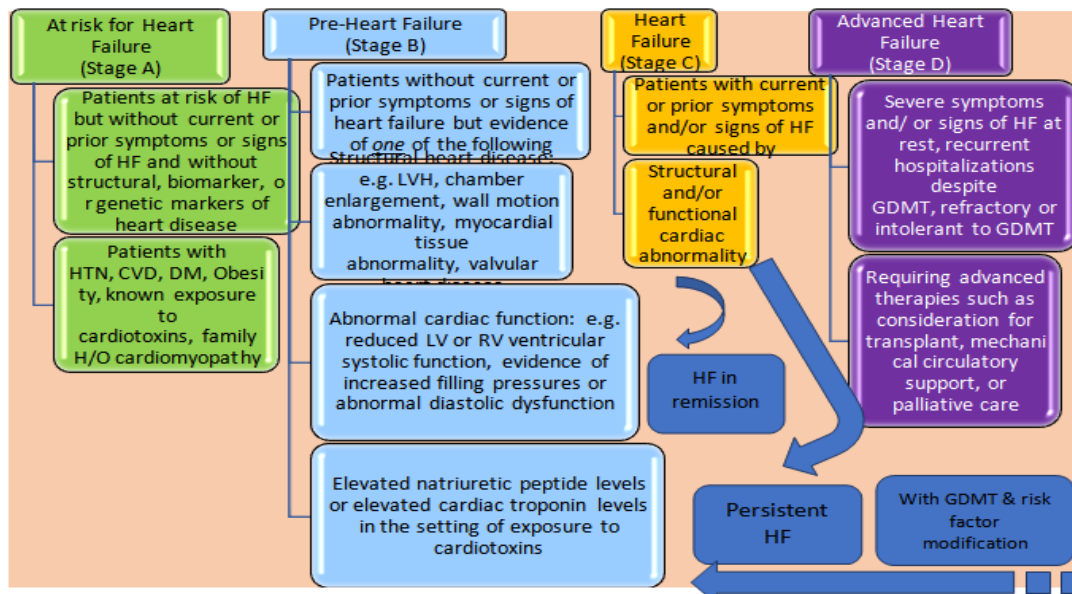 At risk for Heart
Failure
(Stage A)
Patients at risk of HF
but without current or
prior symptoms or signs
of HF and without
structural, biomarker, o
r genetic markers of
heart disease
Patients with
HTN, CVD, DM, Obesi
ty, known exposure
to
cardiotoxins, family
H/O cardiomyopathy
Pre-Heart Failure
(Stage B)
Patients without current or
prior symptoms or signs of
heart failure but evidence
of one of the following
Structural heart disease:
e.g. LVH, chamber
enlargement, wall motion
abnormality, myocardial
tissue
abnormality, valvular
heart disease
Abnormal cardiac function: e.g.
reduced LV or RV ventricular
systolic function, evidence of
increased filling pressures or
abnormal diastolic dysfunction
Elevated natriuretic peptide levels
or elevated cardiac troponin levels
in the setting of exposure to
cardiotoxins
Heart
Failure
(Stage C)
Patients with current
or prior symptoms
and/or signs of HF
caused by
Structural
and/or
functional
cardiac
abnormality
HF in
remission
Persistent
HF
Advanced Heart
Failure
(Stage D)
Severe symptoms
and/ or signs of HF at
rest, recurrent
hospitalizations
despite
GDMT, refractory or
intolerant to GDMT
Requiring advanced
therapies such as
consideration for
transplant, mechani
cal circulatory
support, or
palliative care
With GDMT & risk
factor
modification